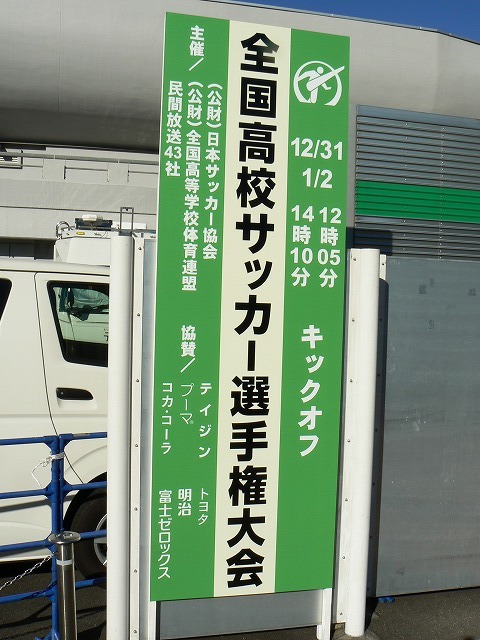 12/31
1/2
12時05分
14時10分
キックオフ
全国高校サッカー選手権大会
主催/
(公財)日本サッカー協会
(公財)全国高等学校体育連盟
民間放送43社
協賛/
テイジン
プーマ
コカ・コーラ
トヨタ
明治
富士ゼロックス